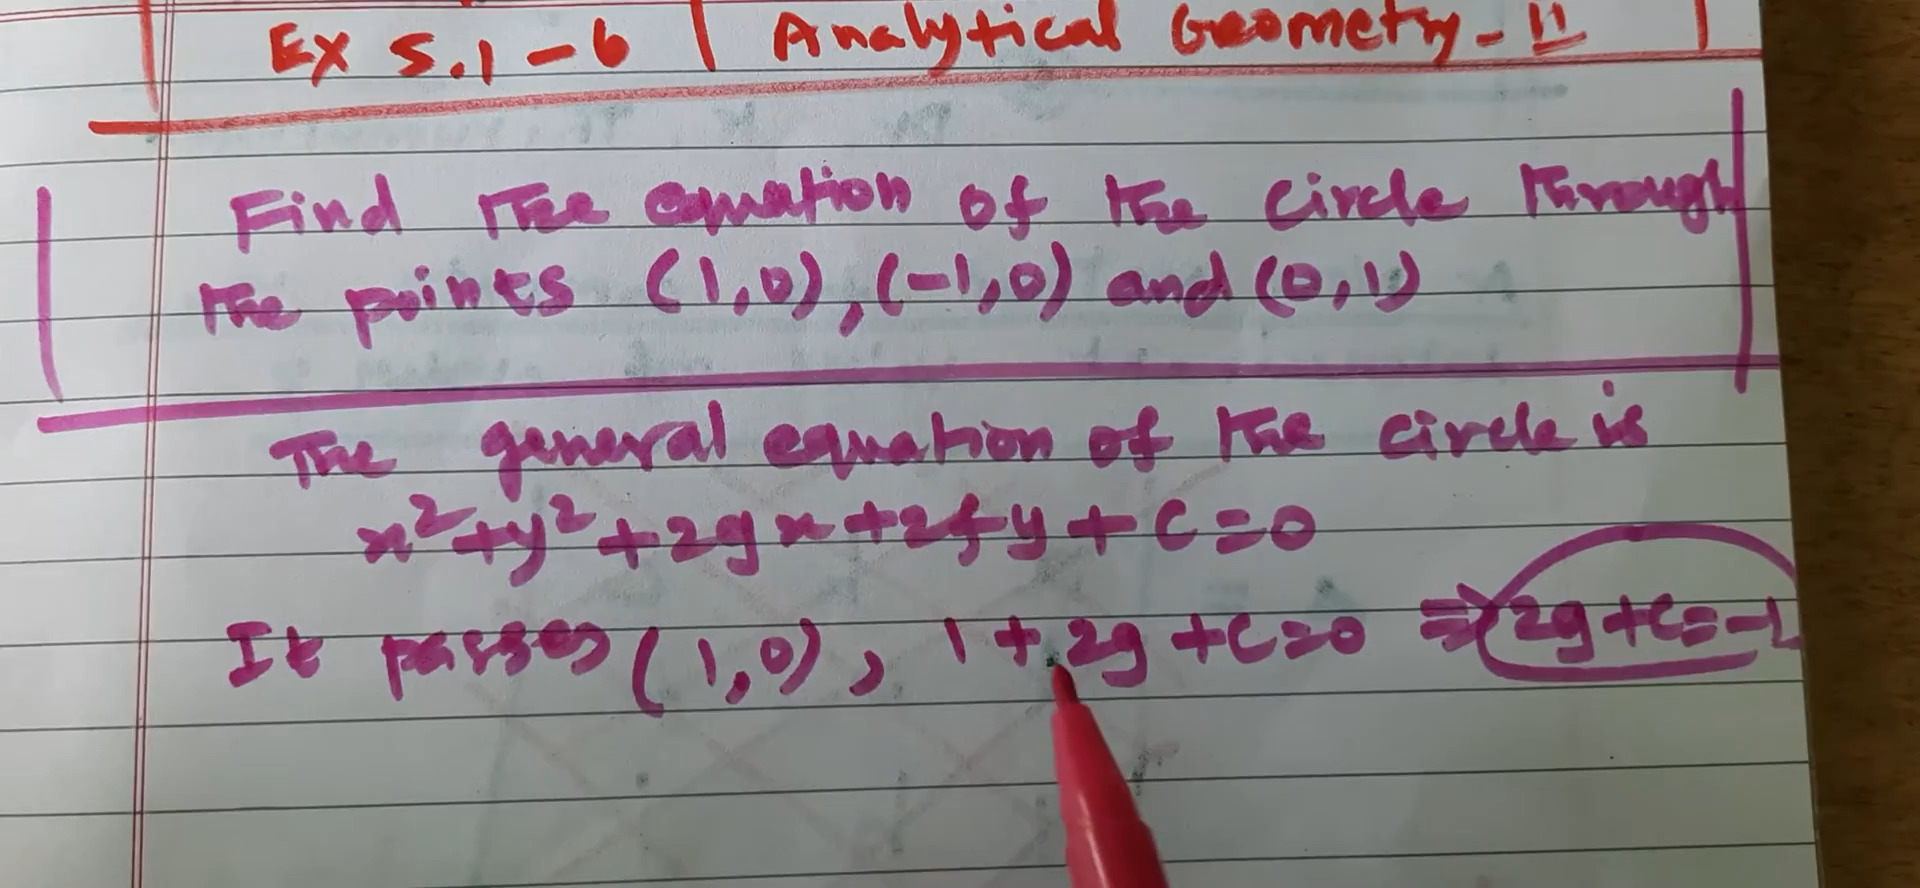 Ex 5.1 - 6 | Analytical Geometry - II
Find the equation of the circle through
the points (1,0), (-1,0) and (0,1)
The general equation of the circle is
x²+y²+2gx+2fy+c=0
It passes (1,0), 1+2g+c=0 ⇒ 2g+c=-1